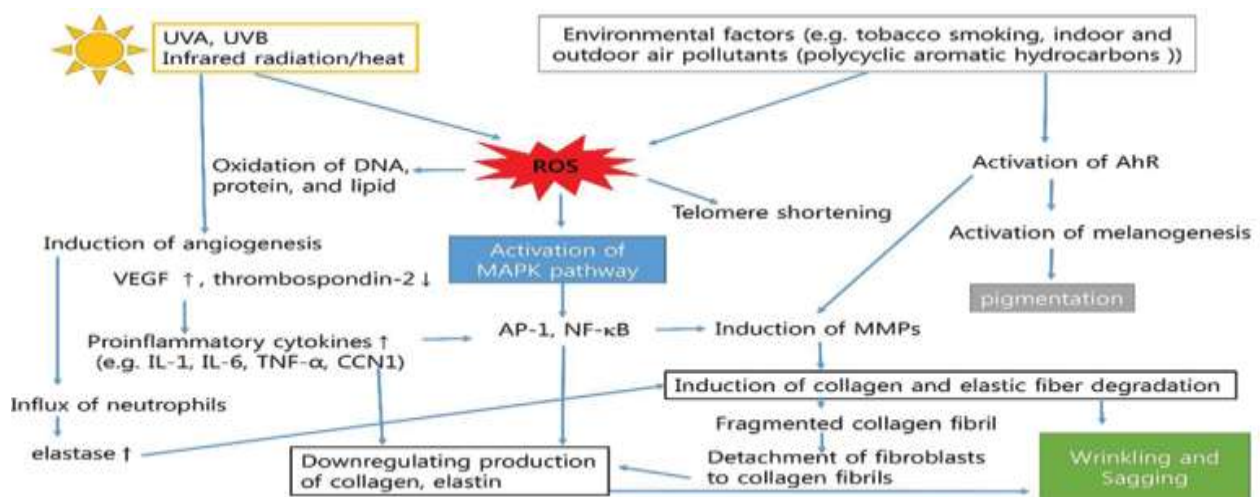 UVA, UVB
Infrared radiation/heat
Environmental factors (e.g. tobacco smoking, indoor and
outdoor air pollutants (polycyclic aromatic hydrocarbons ))
ROS
Oxidation of DNA,
protein, and lipid
Activation of AhR
Telomere shortening
Induction of angiogenesis
Activation of
MAPK pathway
Activation of melanogenesis
VEGF ↑, thrombospondin-2 ↓
pigmentation
Proinflammatory cytokines ↑
(e.g. IL-1, IL-6, TNF-α, CCN1)
AP-1, NF-κB
Induction of MMPs
Induction of collagen and elastic fiber degradation
Influx of neutrophils
Fragmented collagen fibril
elastase ↑
Downregulating production
of collagen, elastin
Detachment of fibroblasts
to collagen fibrils
Wrinkling and
Sagging